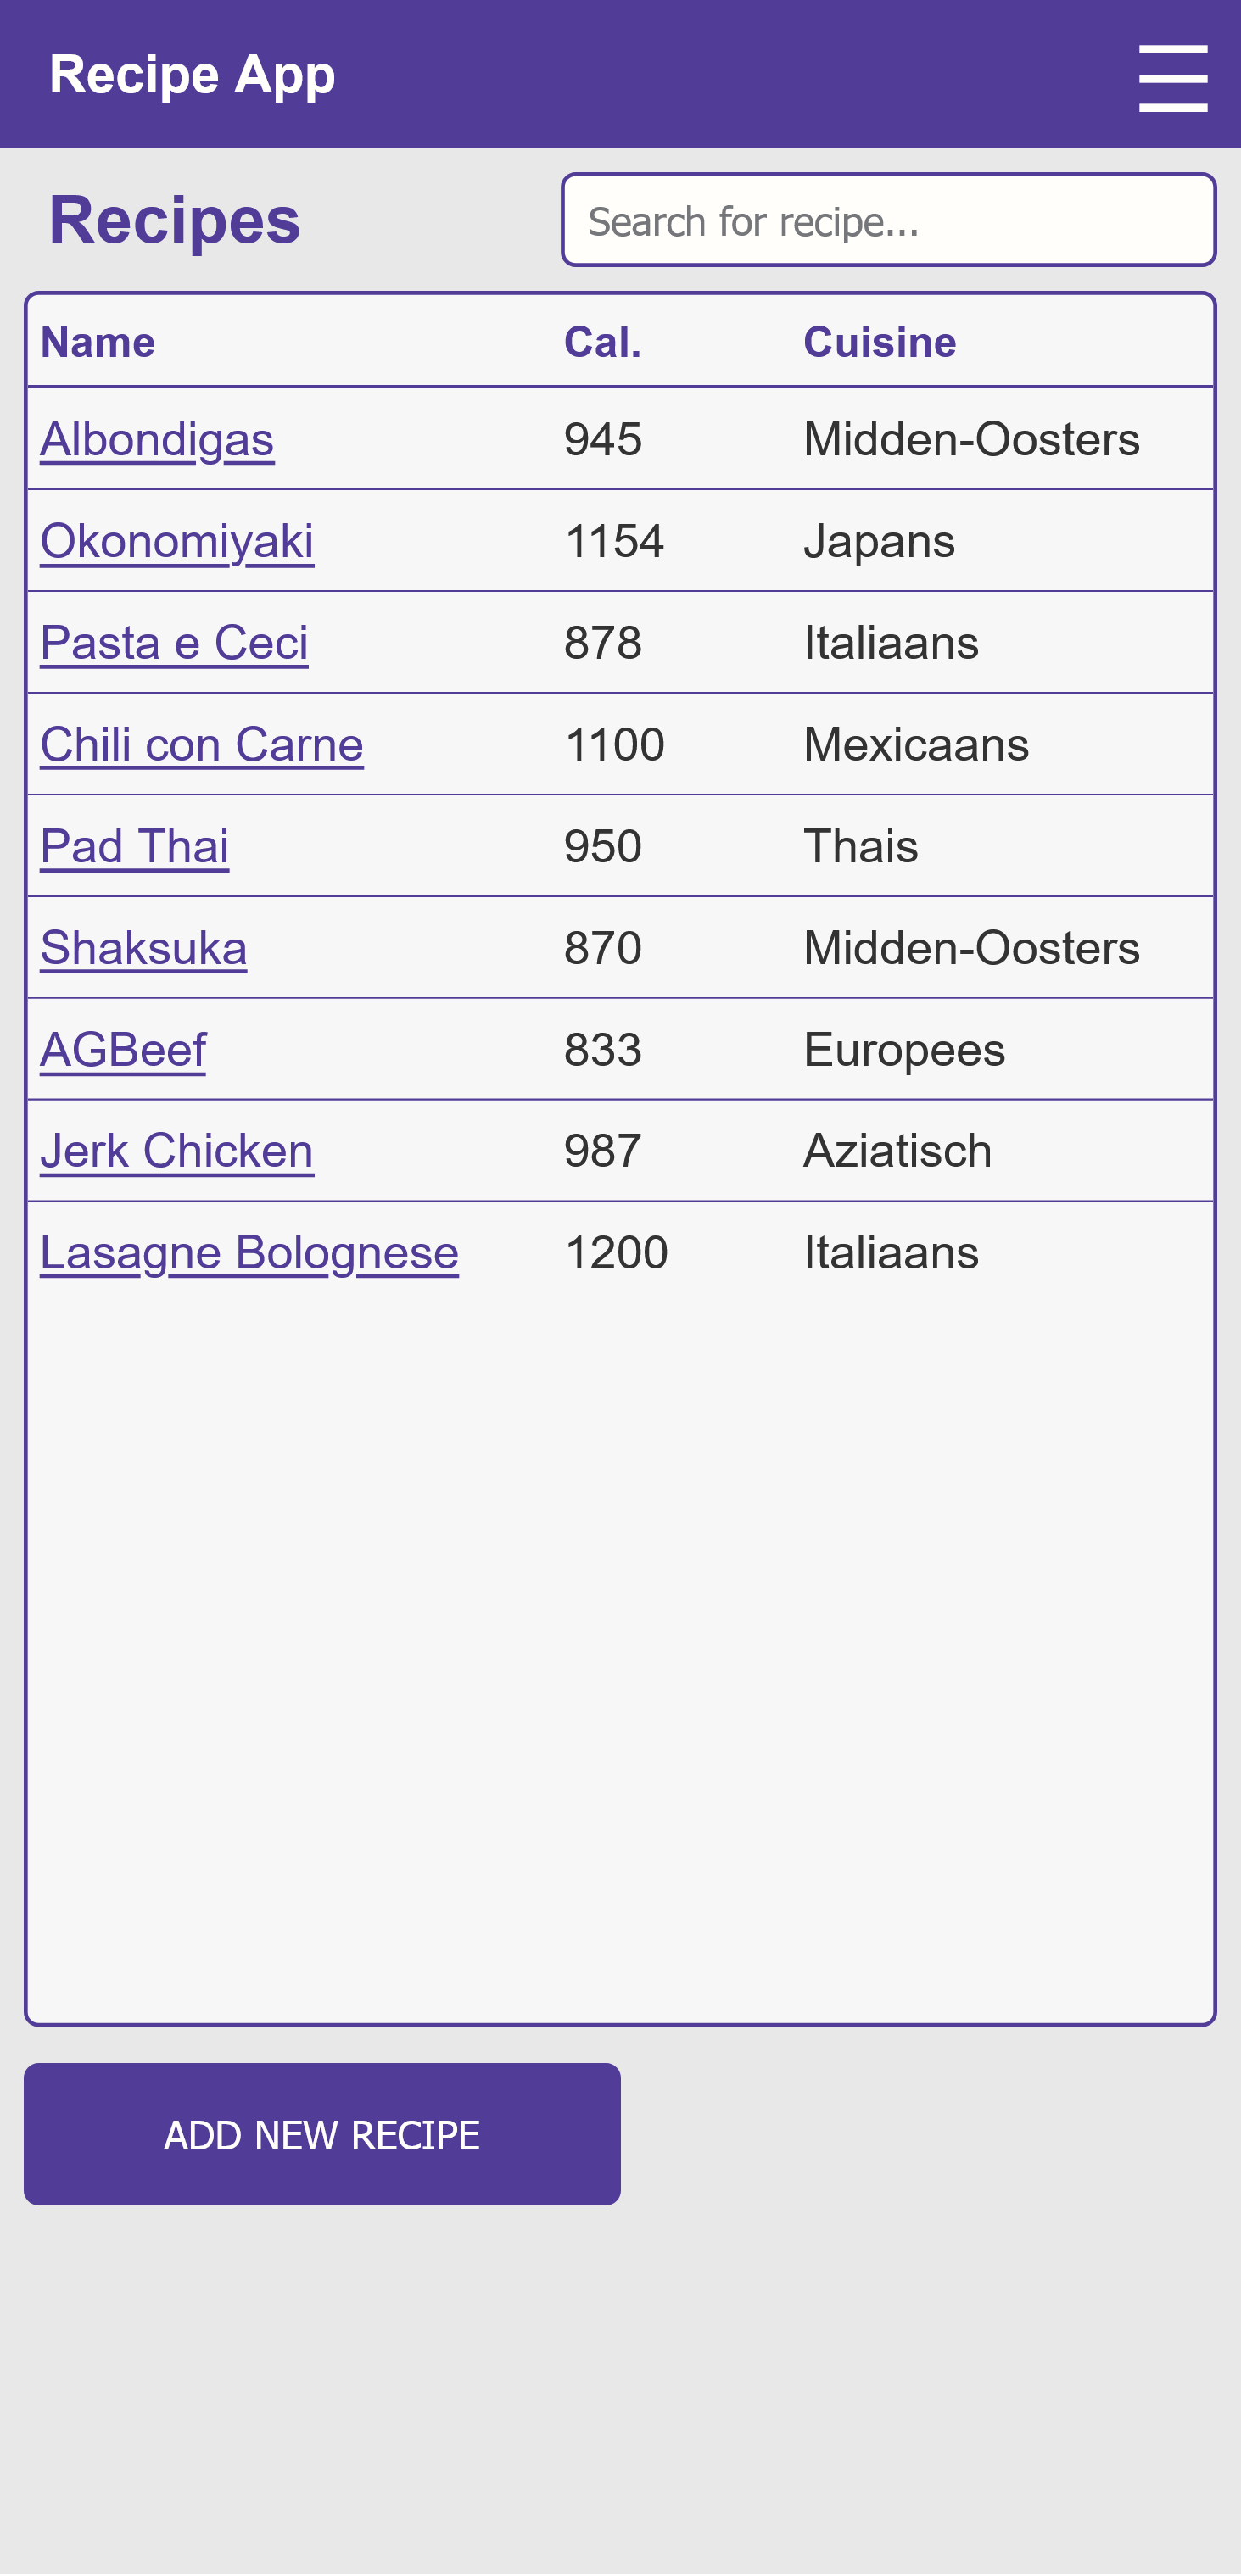 Recipe App
Recipes
Search for recipe...
Name Cal. Cuisine
Albondigas 945 Midden-Oosters
Okonomiyaki 1154 Japans
Pasta e Ceci 878 Italiaans
Chili con Carne 1100 Mexicaans
Pad Thai 950 Thais
Shaksuka 870 Midden-Oosters
AGBeef 833 Europees
Jerk Chicken 987 Aziatisch
Lasagne Bolognese 1200 Italiaans
ADD NEW RECIPE